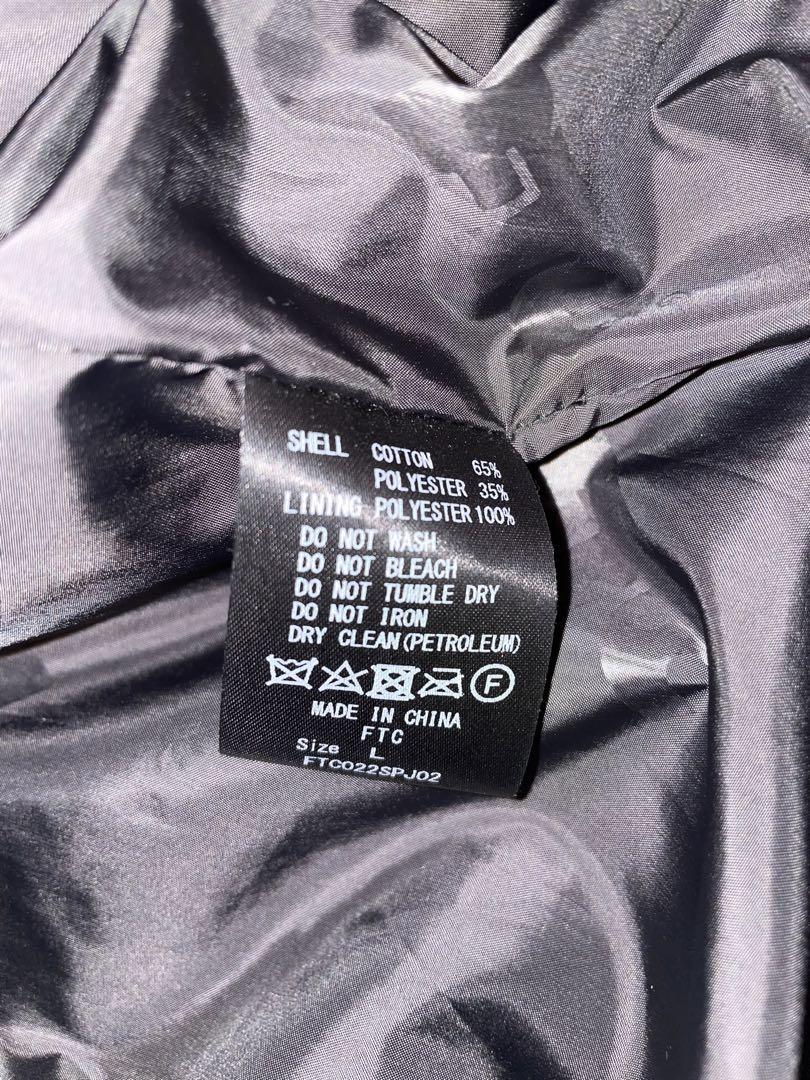 SHELL COTTON 65%
POLYESTER 35%
LINING POLYESTER 100%
DO NOT WASH
DO NOT BLEACH
DO NOT TUMBLE DRY
DO NOT IRON
DRY CLEAN (PETROLEUM)
F
MADE IN CHINA
FTC
Size L
FTC022SPJ02